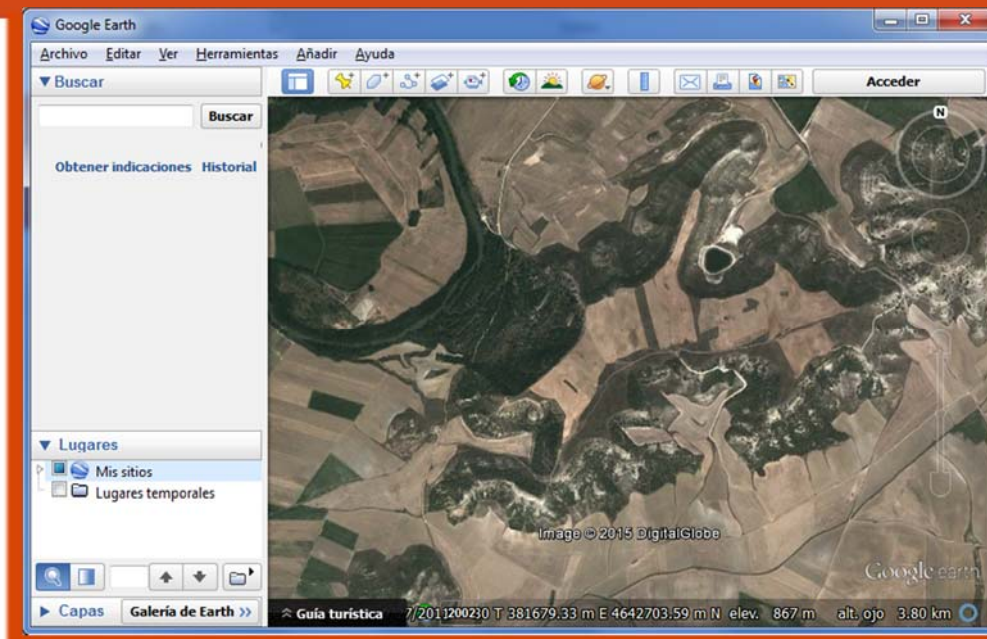 Google Earth
Archivo Editar Ver Herramientas Añadir Ayuda
Buscar
Acceder
Buscar
N
Obtener indicaciones Historial
Lugares
Mis sitios
Lugares temporales
Image © 2015 DigitalGlobe
Google earth
Capas Galería de Earth >>
Guía turística T 381679.33 m E 4642703.59 m N elev. 867 m alt. ojo 3.80 km